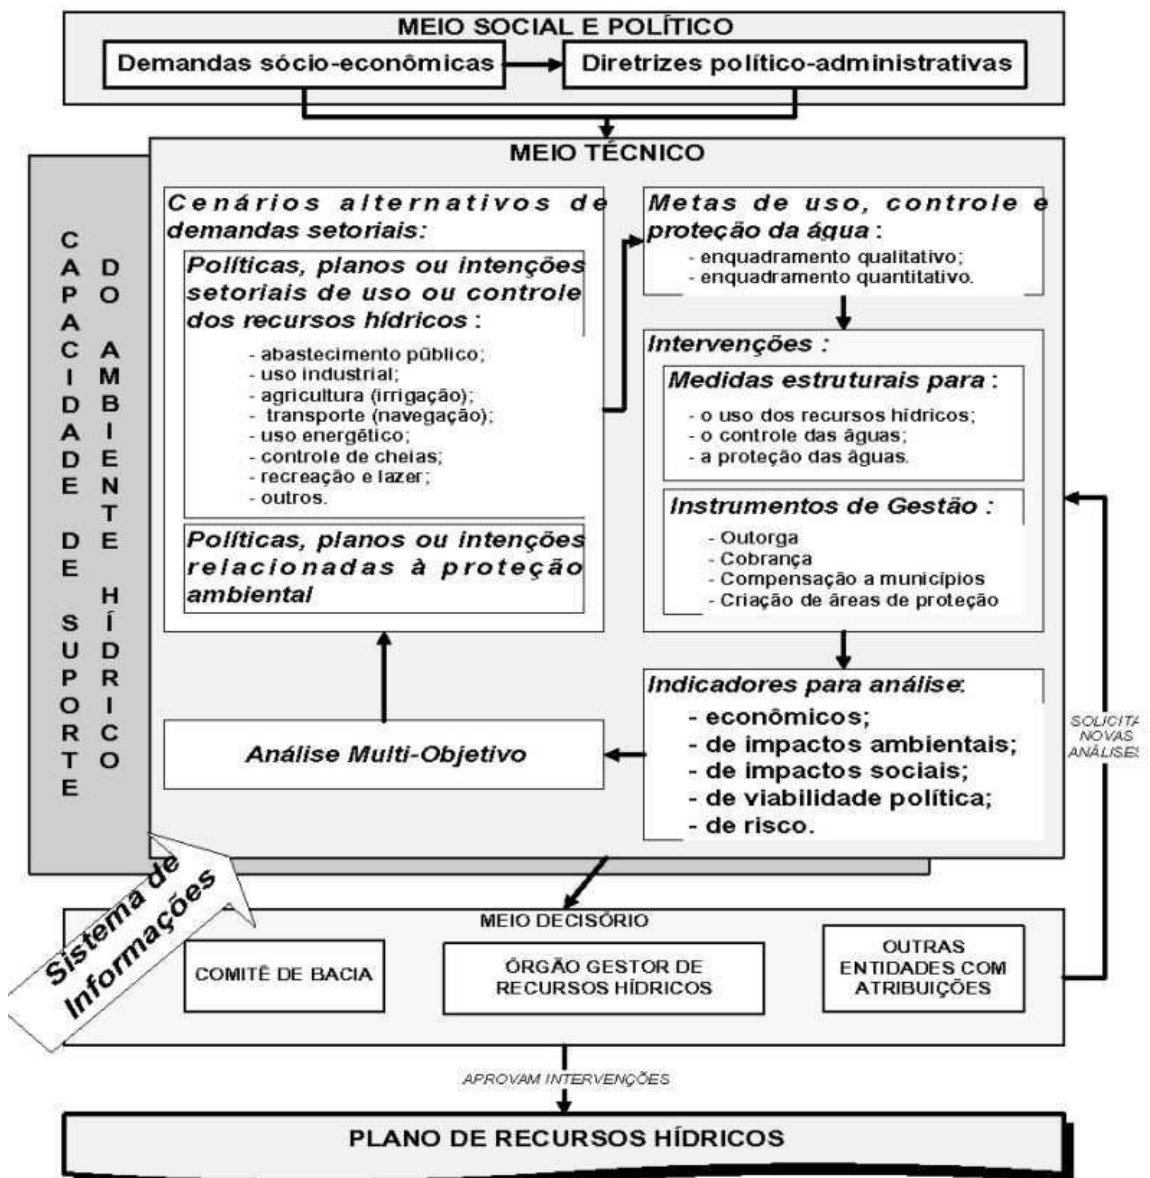 MEIO SOCIAL E POLÍTICO
Demandas sócio-econômicas
Diretrizes político-administrativas
MEIO TÉCNICO
CAPACIDADE DE SUPORTE
DO AMBIENTE HÍDRICO
Cenários alternativos de
demandas setoriais:
Políticas, planos ou intenções
setoriais de uso ou controle
dos recursos hídricos :
- abastecimento público;
- uso industrial;
- agricultura (irrigação);
- transporte (navegação);
- uso energético;
- controle de cheias;
- recreação e lazer;
- outros.
Políticas, planos ou intenções
relacionadas à proteção
ambiental
Metas de uso, controle e
proteção da água :
- enquadramento qualitativo;
- enquadramento quantitativo.
Intervenções :
Medidas estruturais para :
- o uso dos recursos hídricos;
- o controle das águas;
- a proteção das águas.
Instrumentos de Gestão :
- Outorga
- Cobrança
- Compensação a municípios
- Criação de áreas de proteção
Indicadores para análise:
- econômicos;
- de impactos ambientais;
- de impactos sociais;
- de viabilidade política;
- de risco.
Análise Multi-Objetivo
SOLICITA
NOVAS
ANÁLISES
Sistema de
Informações
MEIO DECISÓRIO
COMITÊ DE BACIA
ÓRGÃO GESTOR DE
RECURSOS HÍDRICOS
OUTRAS
ENTIDADES COM
ATRIBUIÇÕES
APROVAM INTERVENÇÕES
PLANO DE RECURSOS HÍDRICOS